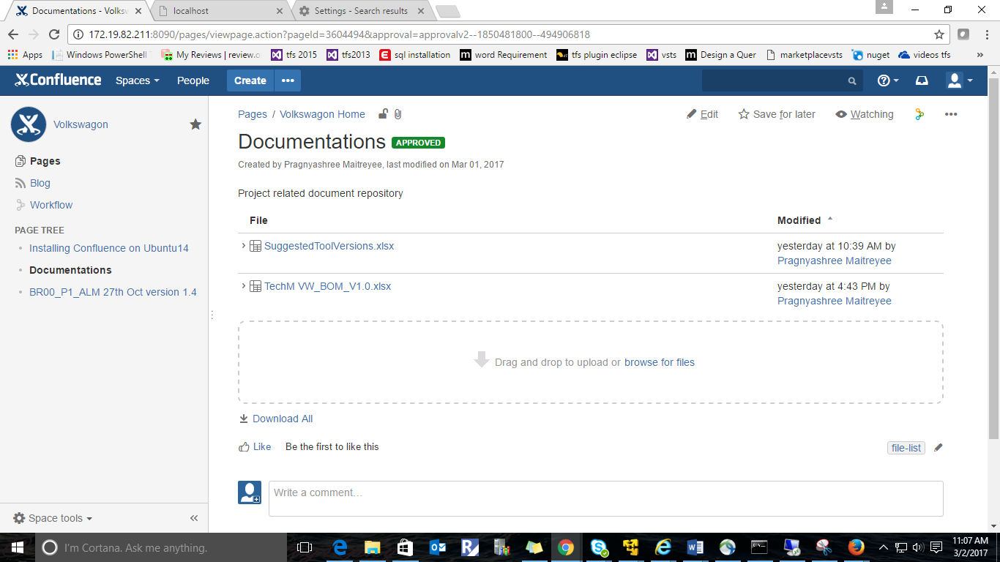 Documentations - Volksw
localhost
Settings - Search results
172.19.82.211:8090/pages/viewpage.action?pageId=3604494&approval=approvalv2--1850481800--494906818
Apps
Windows PowerShell
My Reviews | review.o
tfs 2015
tfs2013
sql installation
word Requirement
tfs plugin eclipse
vsts
Design a Quer
marketplacevsts
nuget
videos tfs
»
Confluence
Spaces
People
Create
•••
Volkswagon
Pages
Blog
Workflow
PAGE TREE
Installing Confluence on Ubuntu14
Documentations
BR00_P1_ALM 27th Oct version 1.4
Space tools
Pages / Volkswagon Home
Edit
Save for later
Watching
•••
Documentations APPROVED
Created by Pragnyashree Maitreyee, last modified on Mar 01, 2017
Project related document repository
File Modified
SuggestedToolVersions.xlsx yesterday at 10:39 AM by
Pragnyashree Maitreyee
TechM VW_BOM_V1.0.xlsx yesterday at 4:43 PM by
Pragnyashree Maitreyee
Drag and drop to upload or browse for files
Download All
Like Be the first to like this file-list
Write a comment…
I'm Cortana. Ask me anything.
11:07 AM
3/2/2017